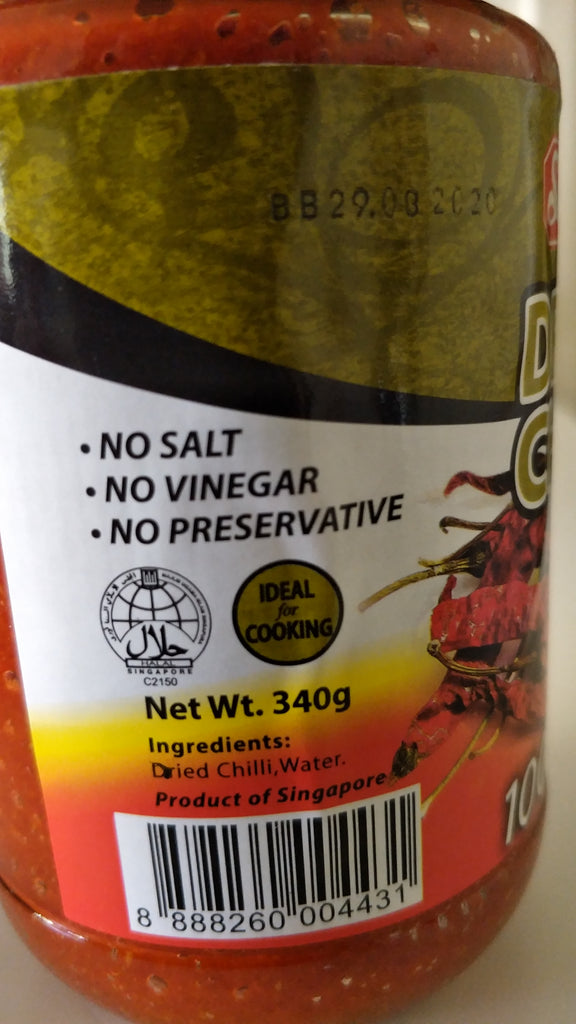 BB 29.08 2020
• NO SALT
• NO VINEGAR
• NO PRESERVATIVE
حلال
HALAL
SINGAPORE
C2150
IDEAL
for
COOKING
Net Wt. 340g
Ingredients:
Dried Chilli,Water.
Product of Singapore
8 888260 004431